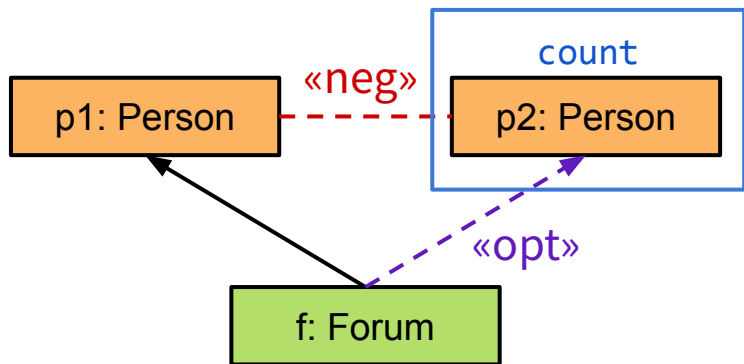 count
«neg»
p1: Person
p2: Person
«opt»
f: Forum